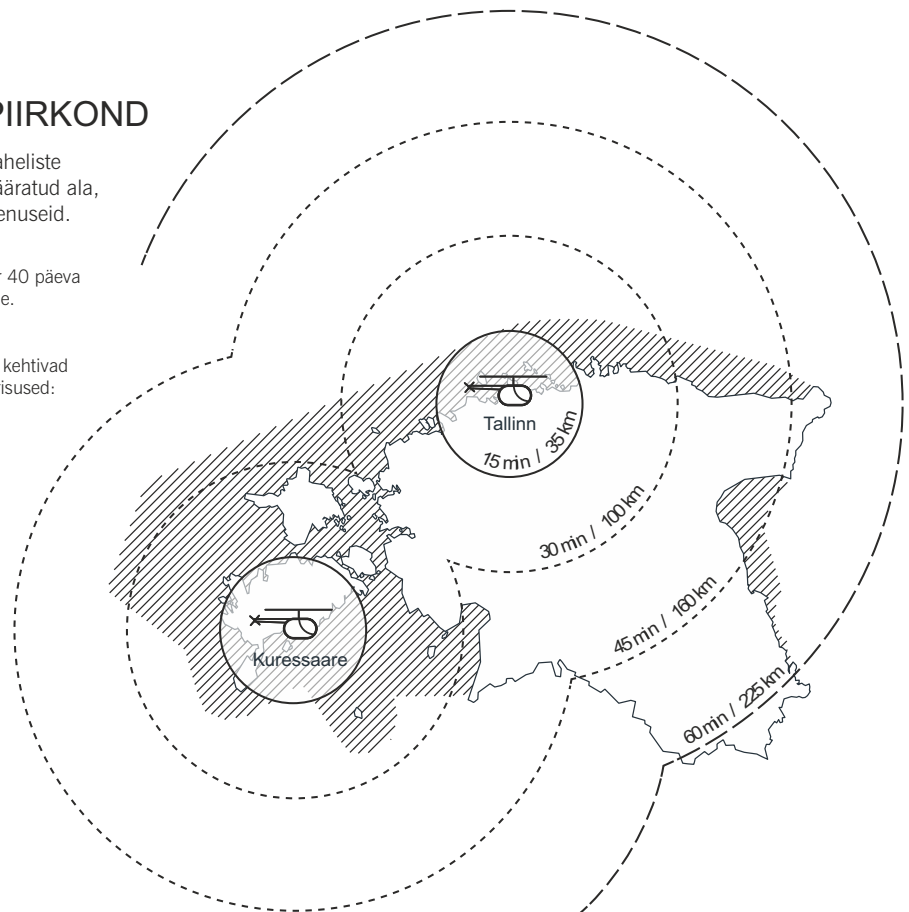 PIIRKOND
aheliste
ääratud ala,
enuseid.
r 40 päeva
e.
kehtivad
isused:
Tallinn
15 min / 35 km
30 min / 100 km
45 min / 160 km
60 min / 225 km
Kuressaare